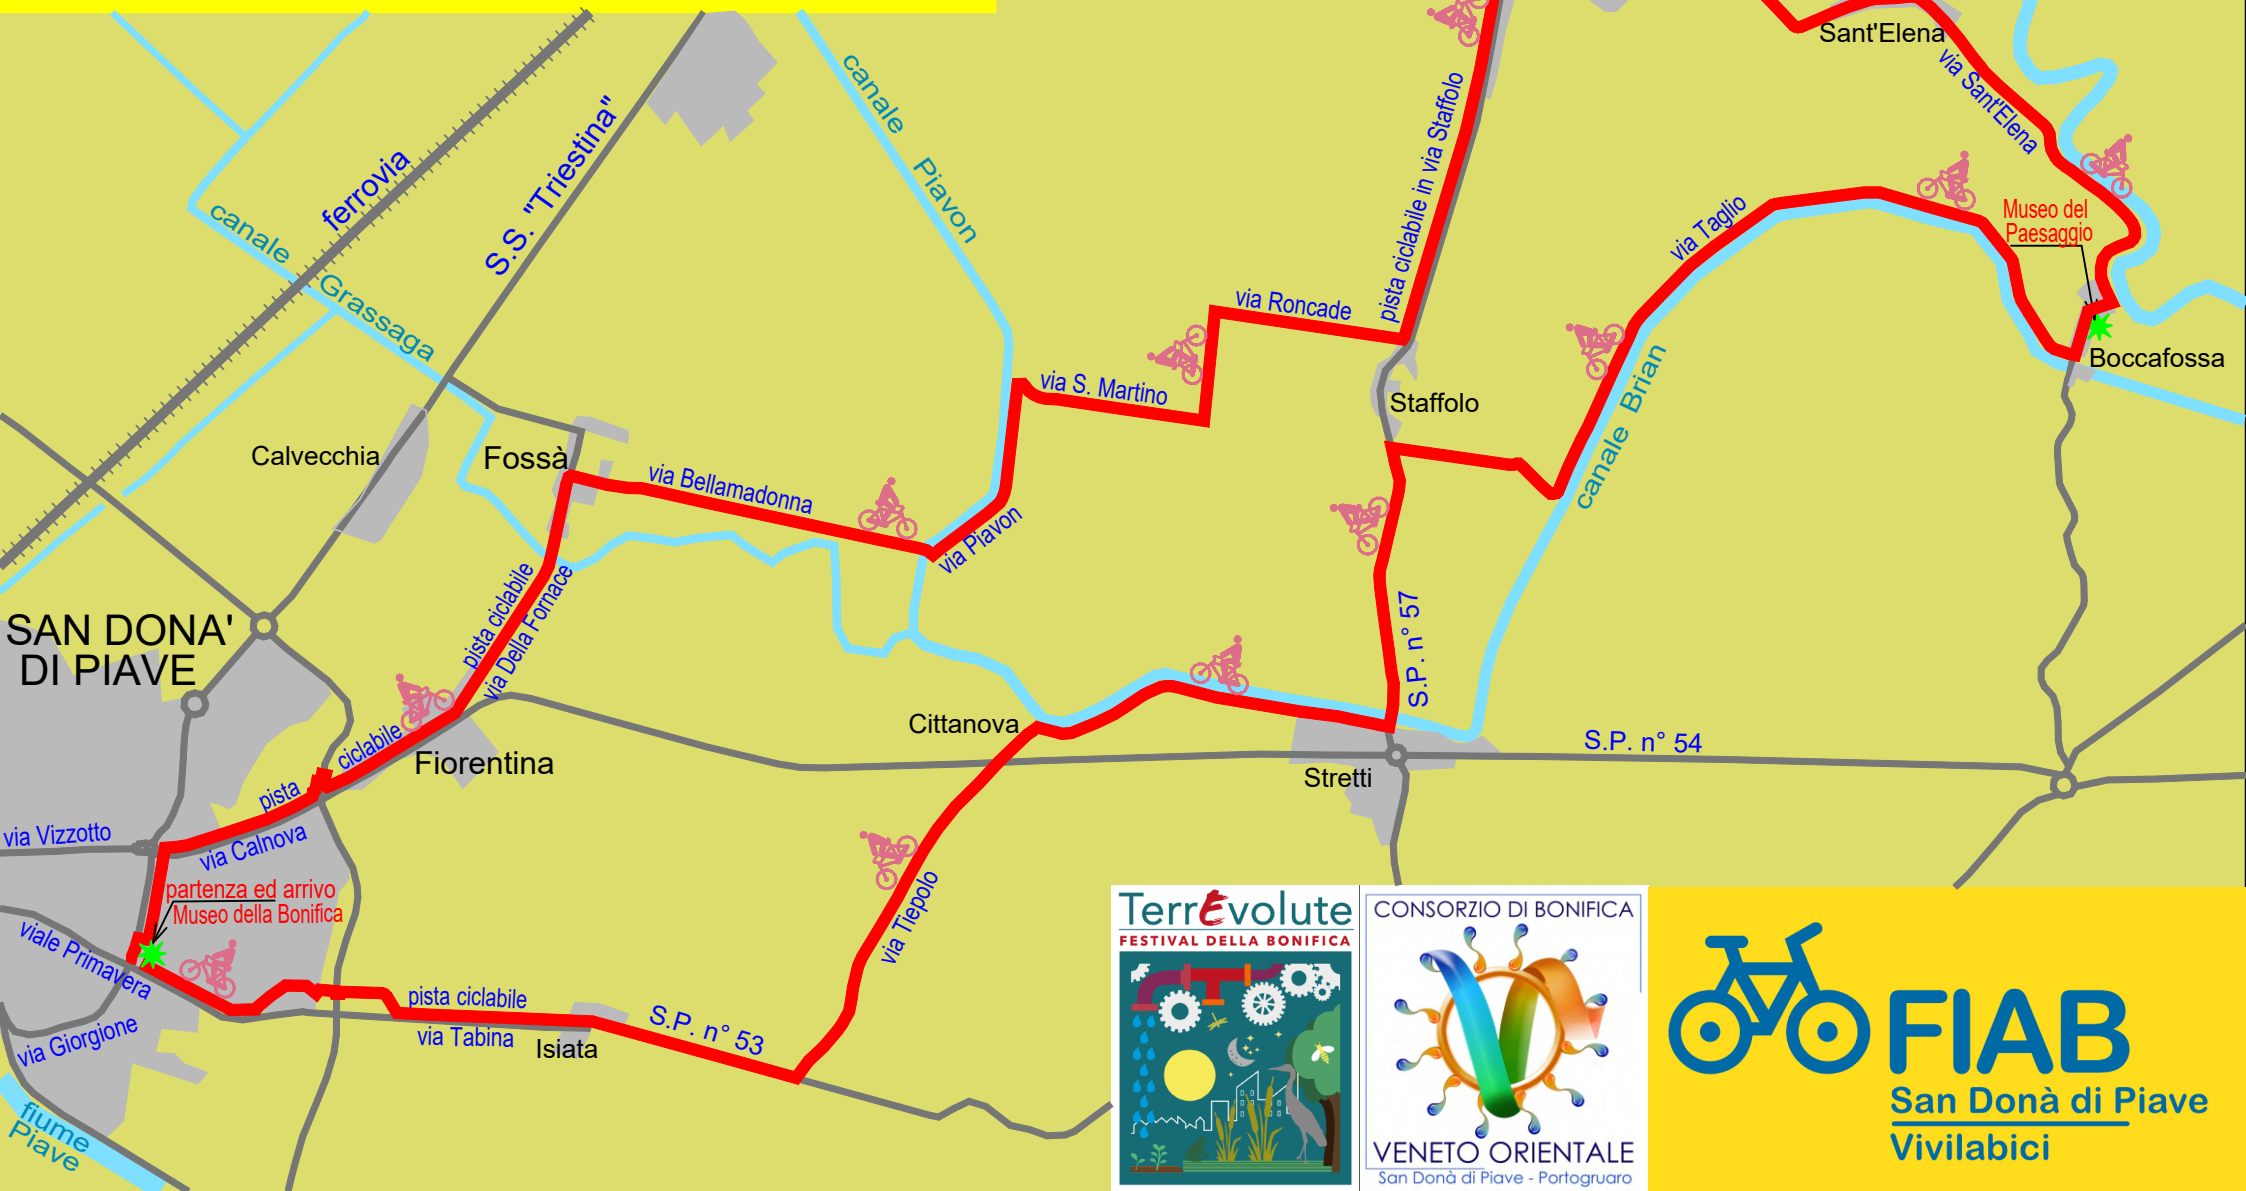 Sant'Elena
via Sant'Elena
canale
Piavon
pista ciclabile in via Staffolo
S.S. "Triestina"
ferrovia
canale
Grassaga
via Taglio
Museo del
Paesaggio
via Roncade
via S. Martino
Staffolo
Boccafossa
canale Brian
Calvecchia
Fossà
via Bellamadonna
via Piavon
pista ciclabile
via Della Fornace
S.P. n° 57
SAN DONA'
DI PIAVE
Cittanova
S.P. n° 54
Stretti
Fiorentina
pista
ciclabile
via Vizzotto
via Calnova
partenza ed arrivo
Museo della Bonifica
viale Primavera
via Giorgione
pista ciclabile
via Tabina
Isiata
S.P. n° 53
via Tiepolo
fiume
Piave
TerrEvolute
FESTIVAL DELLA BONIFICA
CONSORZIO DI BONIFICA
VENETO ORIENTALE
San Donà di Piave - Portogruaro
FIAB
San Donà di Piave
Vivilabici